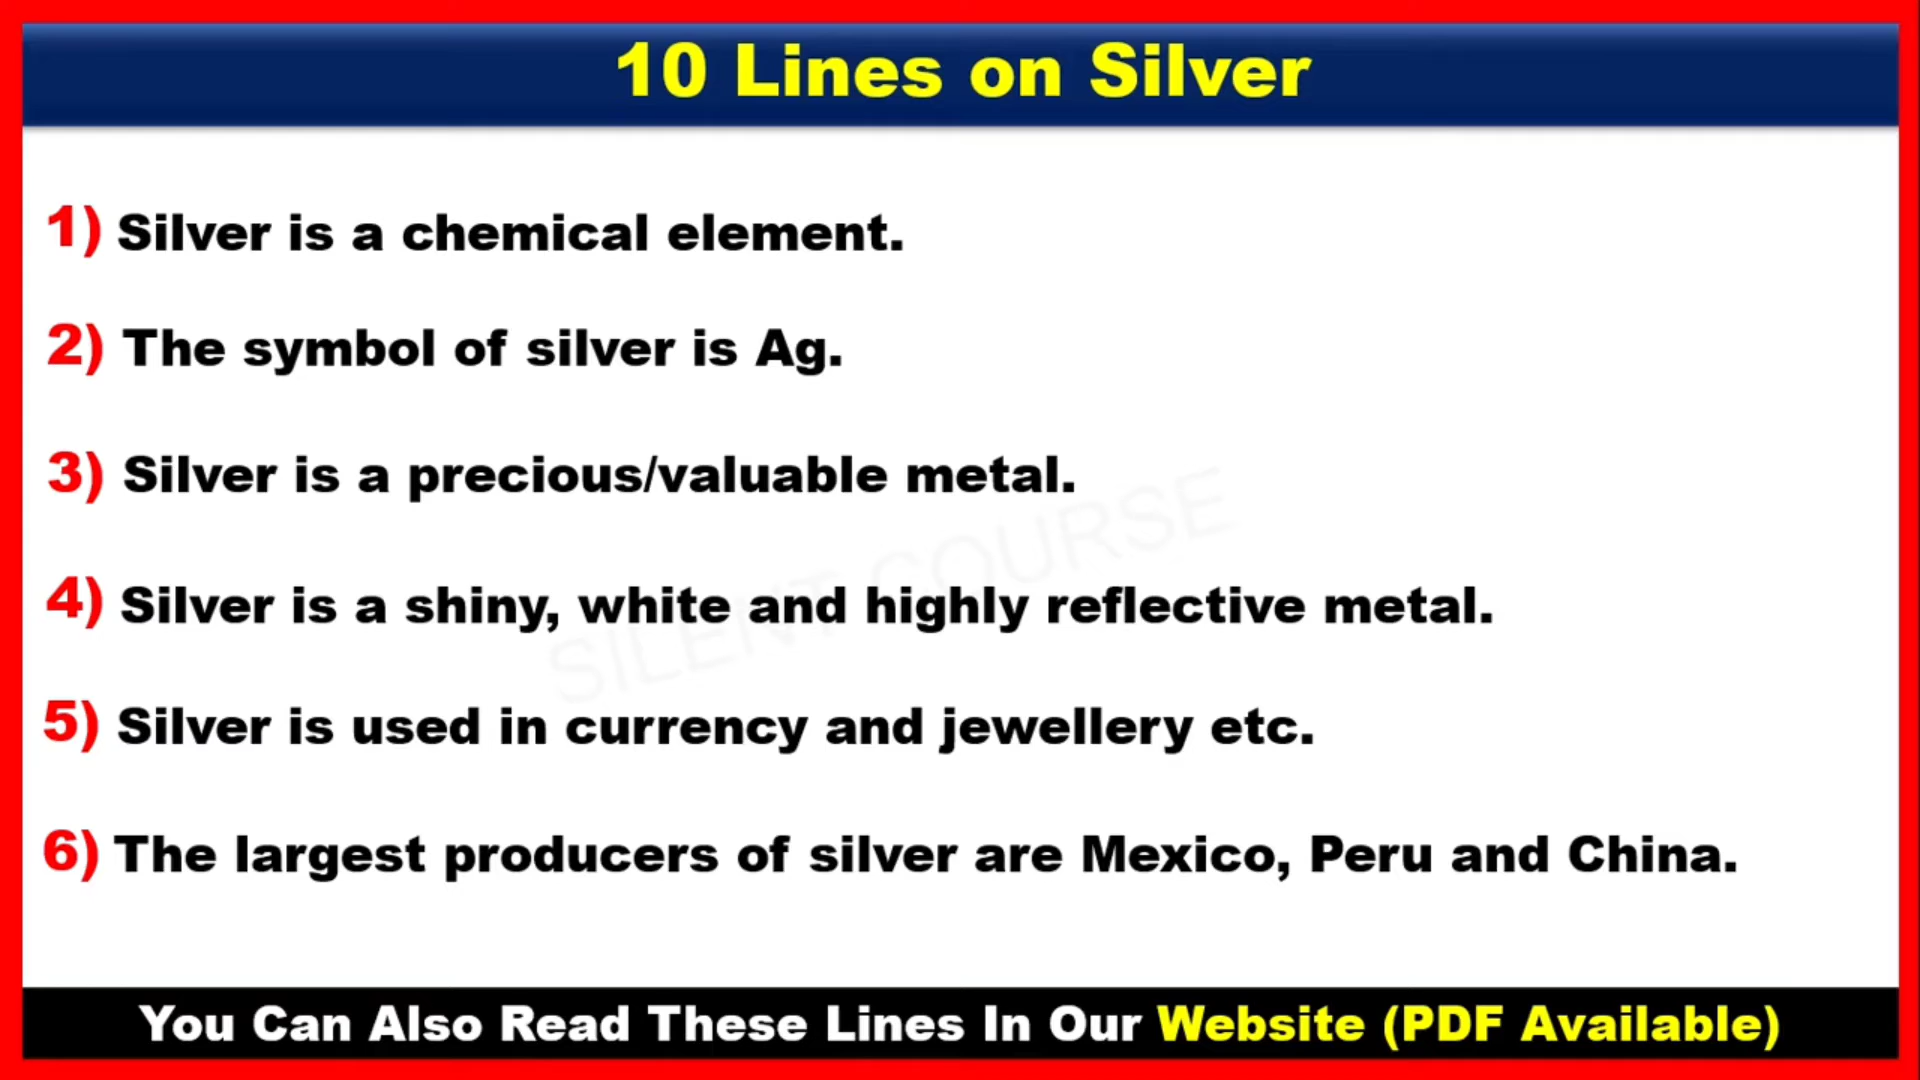 10 Lines on Silver
1) Silver is a chemical element.
2) The symbol of silver is Ag.
3) Silver is a precious/valuable metal.
4) Silver is a shiny, white and highly reflective metal.
5) Silver is used in currency and jewellery etc.
6) The largest producers of silver are Mexico, Peru and China.
SILENT COURSE
You Can Also Read These Lines In Our Website (PDF Available)